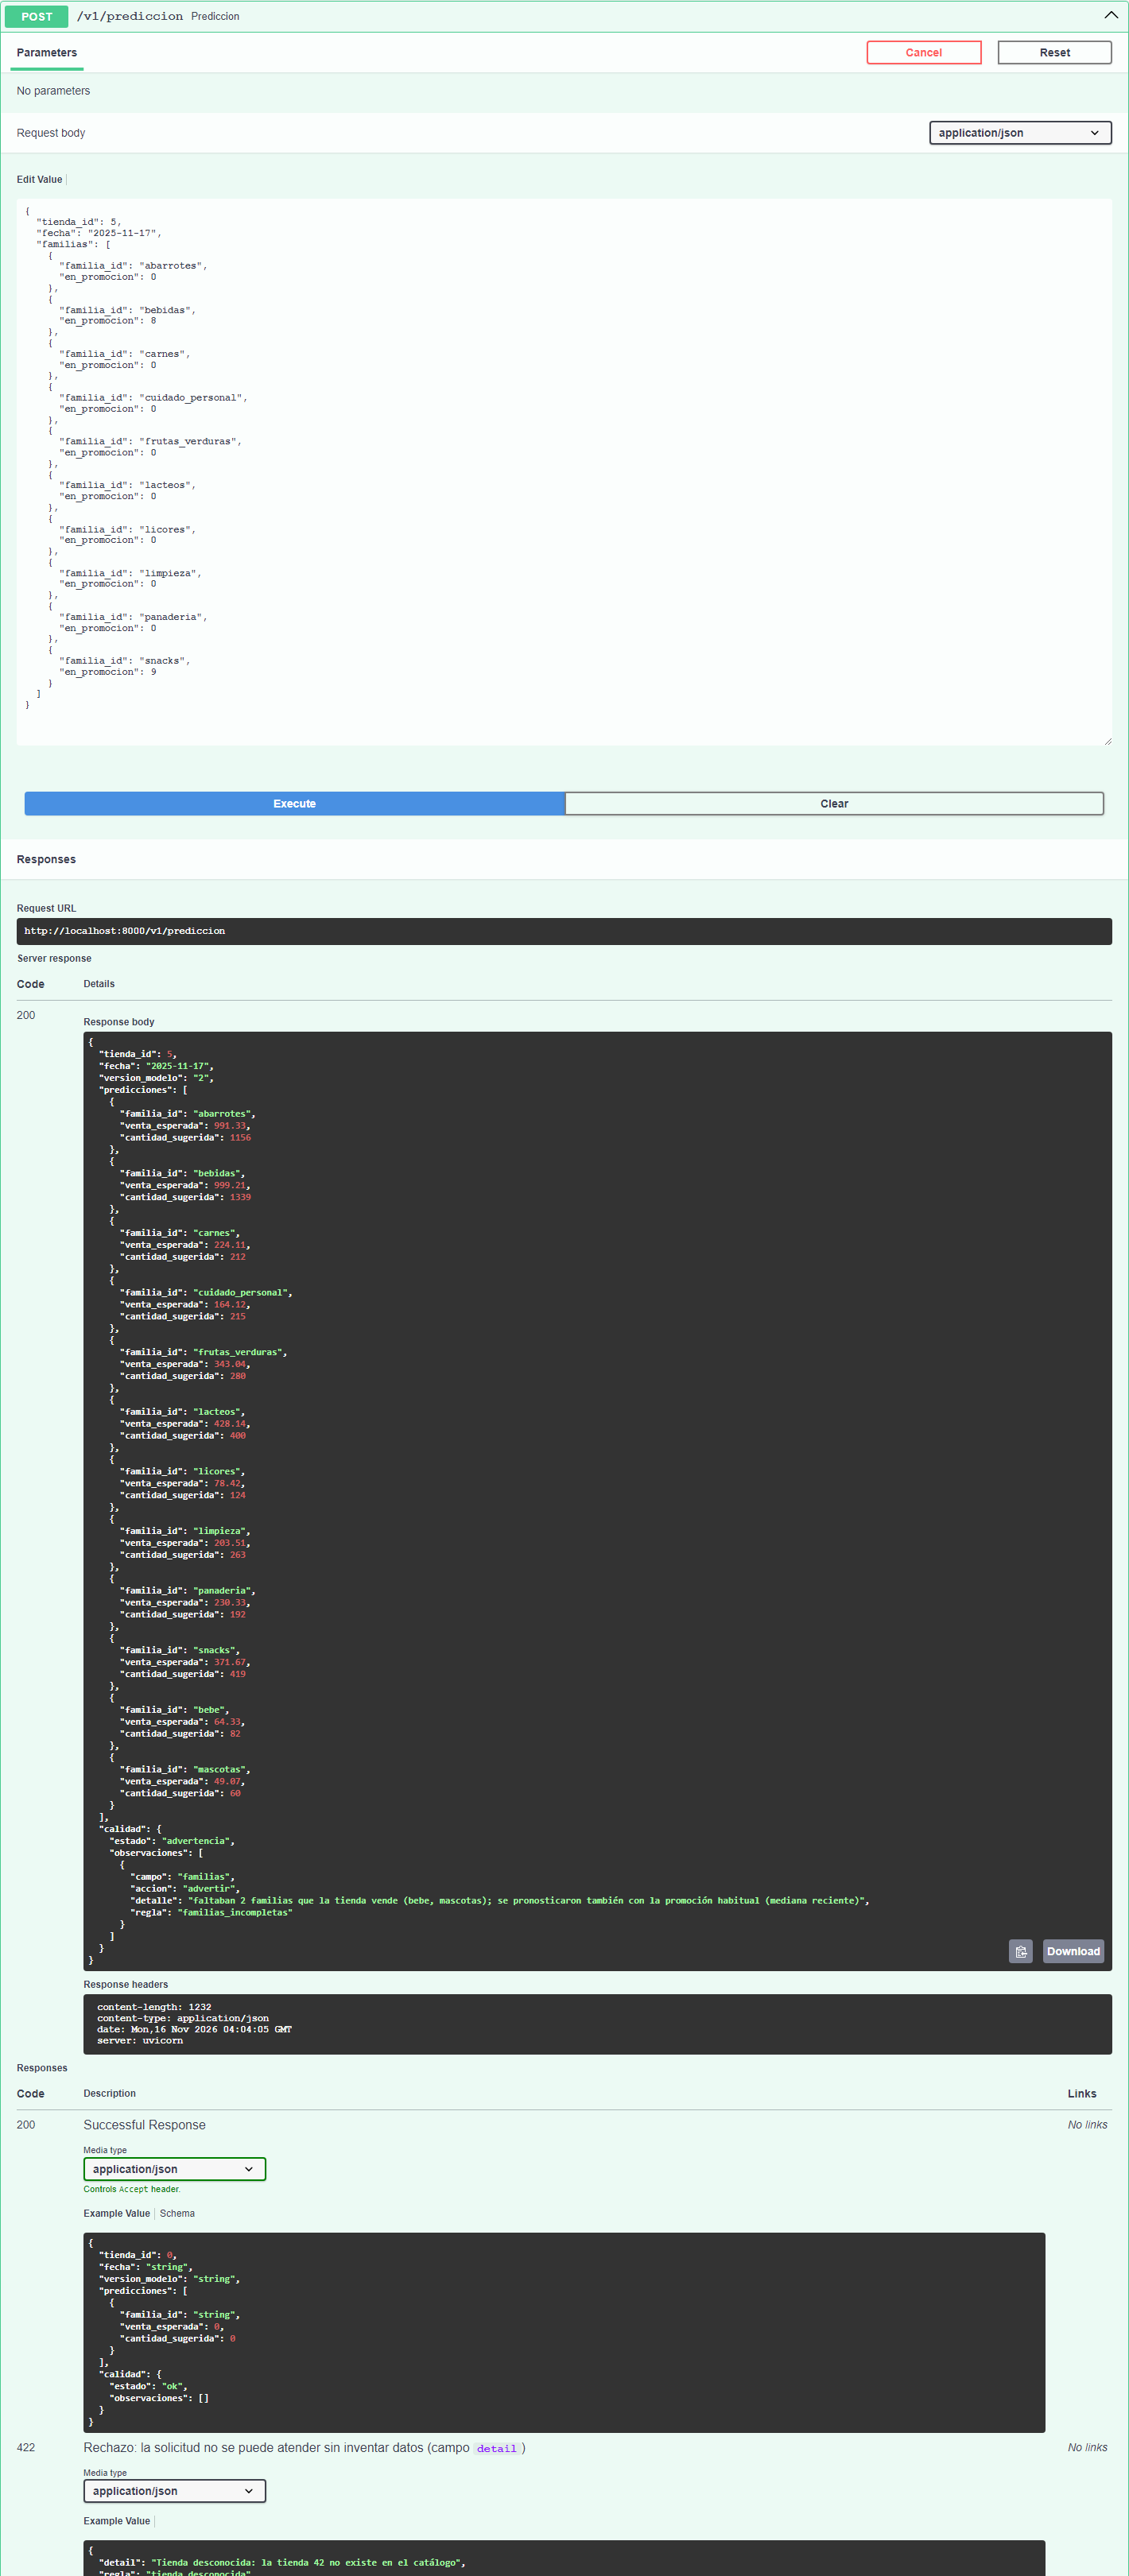 POST /v1/prediccion Prediccion
Parameters
Cancel
Reset
No parameters
Request body
application/json
Edit Value
{
  "tienda_id": 5,
  "fecha": "2025-11-17",
  "familias": [
    {
      "familia_id": "abarrotes",
      "en_promocion": 0
    },
    {
      "familia_id": "bebidas",
      "en_promocion": 8
    },
    {
      "familia_id": "carnes",
      "en_promocion": 0
    },
    {
      "familia_id": "cuidado_personal",
      "en_promocion": 0
    },
    {
      "familia_id": "frutas_verduras",
      "en_promocion": 0
    },
    {
      "familia_id": "lacteos",
      "en_promocion": 0
    },
    {
      "familia_id": "licores",
      "en_promocion": 0
    },
    {
      "familia_id": "limpieza",
      "en_promocion": 0
    },
    {
      "familia_id": "panaderia",
      "en_promocion": 0
    },
    {
      "familia_id": "snacks",
      "en_promocion": 9
    }
  ]
}
Execute
Clear
Responses
Request URL
http://localhost:8000/v1/prediccion
Server response
Code Details
200
Response body
{
  "tienda_id": 5,
  "fecha": "2025-11-17",
  "version_modelo": "2",
  "predicciones": [
    {
      "familia_id": "abarrotes",
      "venta_esperada": 991.33,
      "cantidad_sugerida": 1156
    },
    {
      "familia_id": "bebidas",
      "venta_esperada": 999.21,
      "cantidad_sugerida": 1339
    },
    {
      "familia_id": "carnes",
      "venta_esperada": 224.11,
      "cantidad_sugerida": 212
    },
    {
      "familia_id": "cuidado_personal",
      "venta_esperada": 164.12,
      "cantidad_sugerida": 215
    },
    {
      "familia_id": "frutas_verduras",
      "venta_esperada": 343.04,
      "cantidad_sugerida": 280
    },
    {
      "familia_id": "lacteos",
      "venta_esperada": 428.14,
      "cantidad_sugerida": 400
    },
    {
      "familia_id": "licores",
      "venta_esperada": 78.42,
      "cantidad_sugerida": 124
    },
    {
      "familia_id": "limpieza",
      "venta_esperada": 203.51,
      "cantidad_sugerida": 263
    },
    {
      "familia_id": "panaderia",
      "venta_esperada": 230.33,
      "cantidad_sugerida": 192
    },
    {
      "familia_id": "snacks",
      "venta_esperada": 371.67,
      "cantidad_sugerida": 419
    },
    {
      "familia_id": "bebe",
      "venta_esperada": 64.33,
      "cantidad_sugerida": 82
    },
    {
      "familia_id": "mascotas",
      "venta_esperada": 49.07,
      "cantidad_sugerida": 60
    }
  ],
  "calidad": {
    "estado": "advertencia",
    "observaciones": [
      {
        "campo": "familias",
        "accion": "advertir",
        "detalle": "faltaban 2 familias que la tienda vende (bebe, mascotas); se pronosticaron también con la promoción habitual (mediana reciente)",
        "regla": "familias_incompletas"
      }
    ]
  }
}
Download
Response headers
content-length: 1232
content-type: application/json
date: Mon,16 Nov 2026 04:04:05 GMT
server: uvicorn
Responses
Code Description Links
200 Successful Response No links
Media type
application/json
Controls Accept header.
Example Value Schema
{
  "tienda_id": 0,
  "fecha": "string",
  "version_modelo": "string",
  "predicciones": [
    {
      "familia_id": "string",
      "venta_esperada": 0,
      "cantidad_sugerida": 0
    }
  ],
  "calidad": {
    "estado": "ok",
    "observaciones": []
  }
}
422 Rechazo: la solicitud no se puede atender sin inventar datos (campo detail) No links
Media type
application/json
Example Value
{
  "detail": "Tienda desconocida: la tienda 42 no existe en el catálogo",
  "regla": "tienda_desconocida"